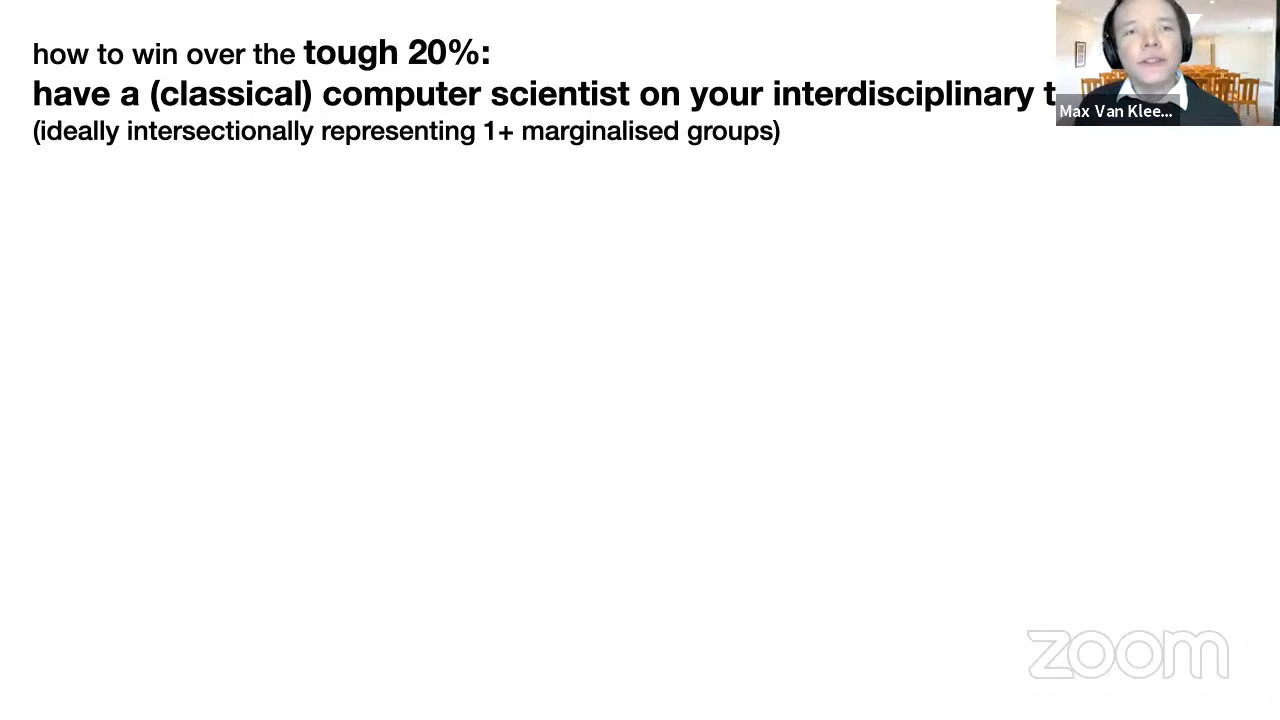 how to win over the tough 20%:
have a (classical) computer scientist on your interdisciplinary t
(ideally intersectionally representing 1+ marginalised groups)
Max Van Klee...
zoom